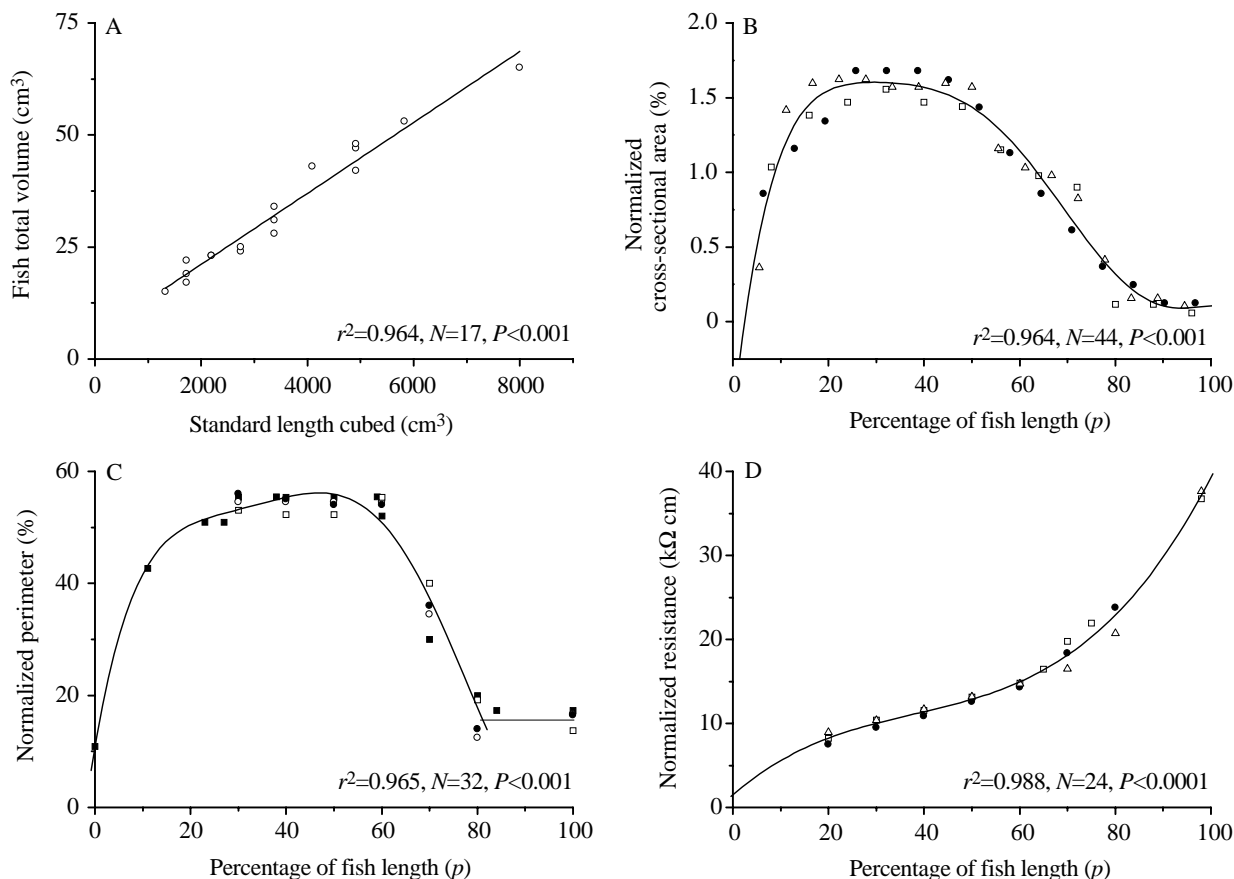 A
Fish total volume (cm³)
75
50
25
0
0 2000 4000 6000 8000
Standard length cubed (cm³)
r²=0.964, N=17, P<0.001
B
Normalized
cross-sectional area (%)
2.0
1.5
1.0
0.5
0
0 20 40 60 80 100
Percentage of fish length (p)
r²=0.964, N=44, P<0.001
C
Normalized perimeter (%)
60
40
20
0
0 20 40 60 80 100
Percentage of fish length (p)
r²=0.965, N=32, P<0.001
D
Normalized resistance (kΩ cm)
40
30
20
10
0
0 20 40 60 80 100
Percentage of fish length (p)
r²=0.988, N=24, P<0.0001